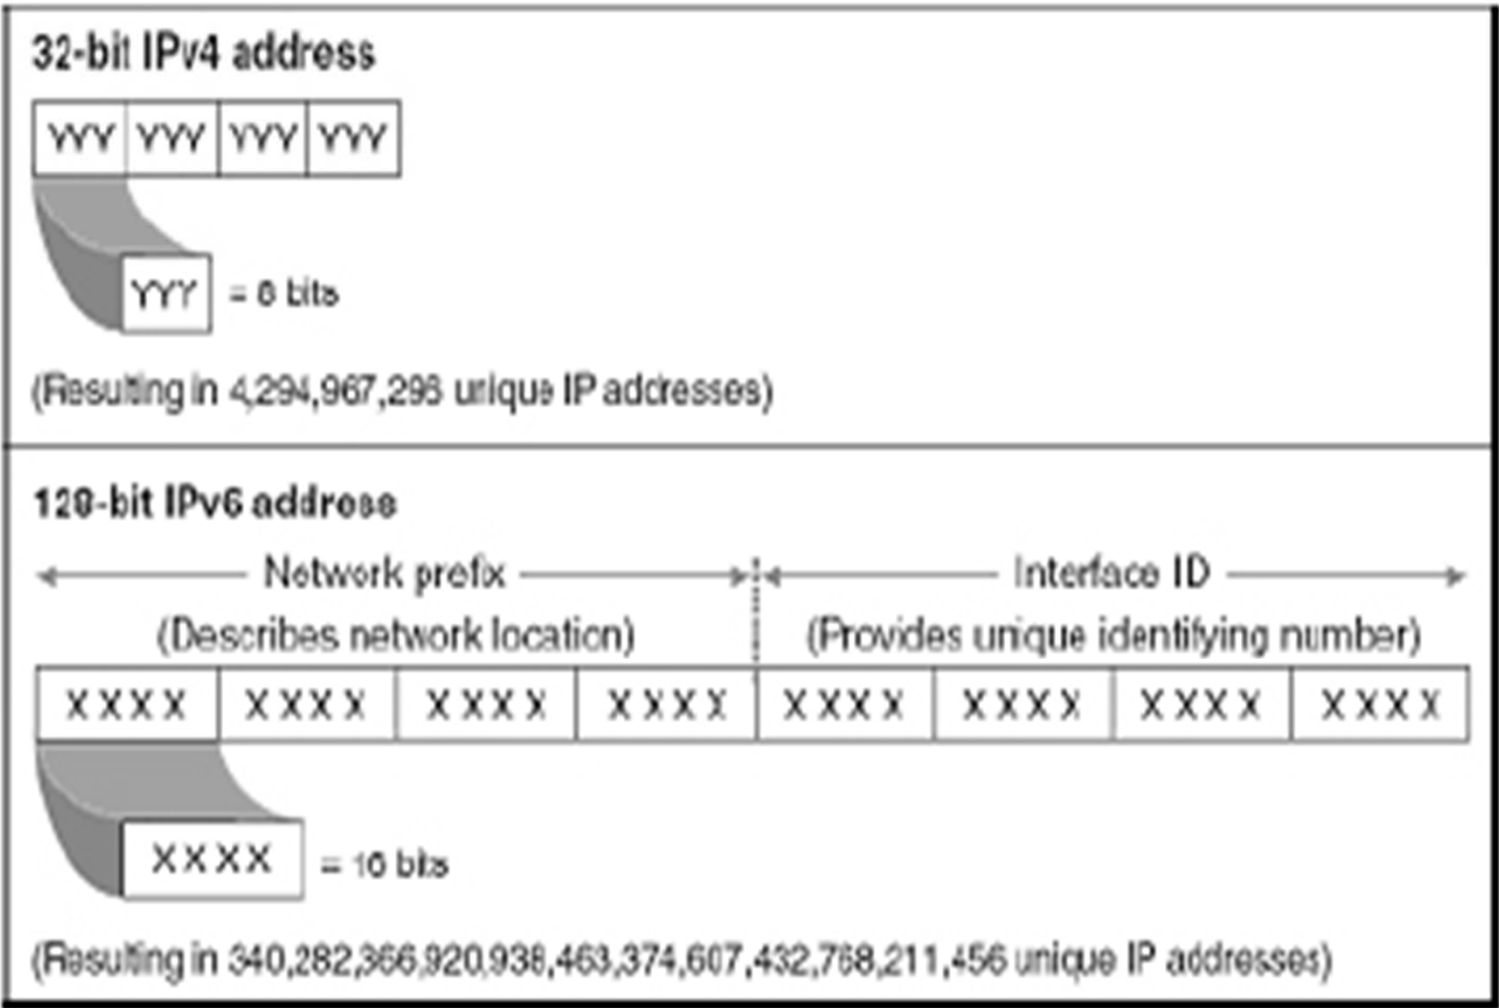 32-bit IPv4 address
YYY YYY YYY YYY
YYY = 8 bits
(Resulting in 4,294,967,296 unique IP addresses)
128-bit IPv6 address
Network prefix Interface ID
(Describes network location) (Provides unique identifying number)
XXXX XXXX XXXX XXXX XXXX XXXX XXXX XXXX
XXXX = 16 bits
(Resulting in 340,282,366,920,938,463,374,607,432,768,211,456 unique IP addresses)